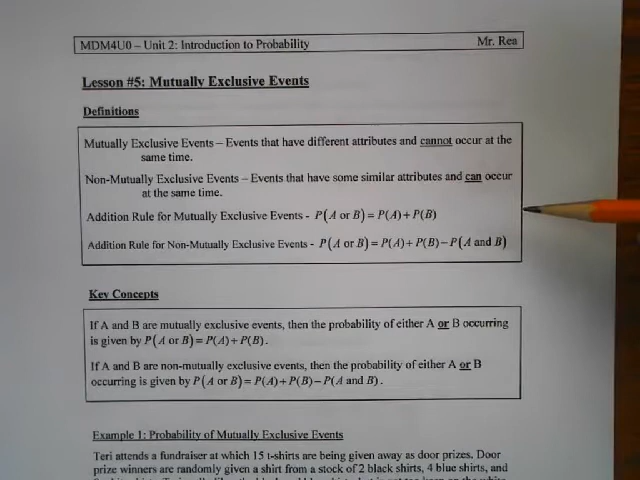 MDM4U0 – Unit 2: Introduction to Probability Mr. Rea
Lesson #5: Mutually Exclusive Events
Definitions
Mutually Exclusive Events – Events that have different attributes and cannot occur at the
same time.
Non-Mutually Exclusive Events – Events that have some similar attributes and can occur
at the same time.
Addition Rule for Mutually Exclusive Events - P(A or B) = P(A) + P(B)
Addition Rule for Non-Mutually Exclusive Events - P(A or B) = P(A) + P(B) – P(A and B)
Key Concepts
If A and B are mutually exclusive events, then the probability of either A or B occurring
is given by P(A or B) = P(A) + P(B).
If A and B are non-mutually exclusive events, then the probability of either A or B
occurring is given by P(A or B) = P(A) + P(B) – P(A and B).
Example 1: Probability of Mutually Exclusive Events
Teri attends a fundraiser at which 15 t-shirts are being given away as door prizes. Door
prize winners are randomly given a shirt from a stock of 2 black shirts, 4 blue shirts, and